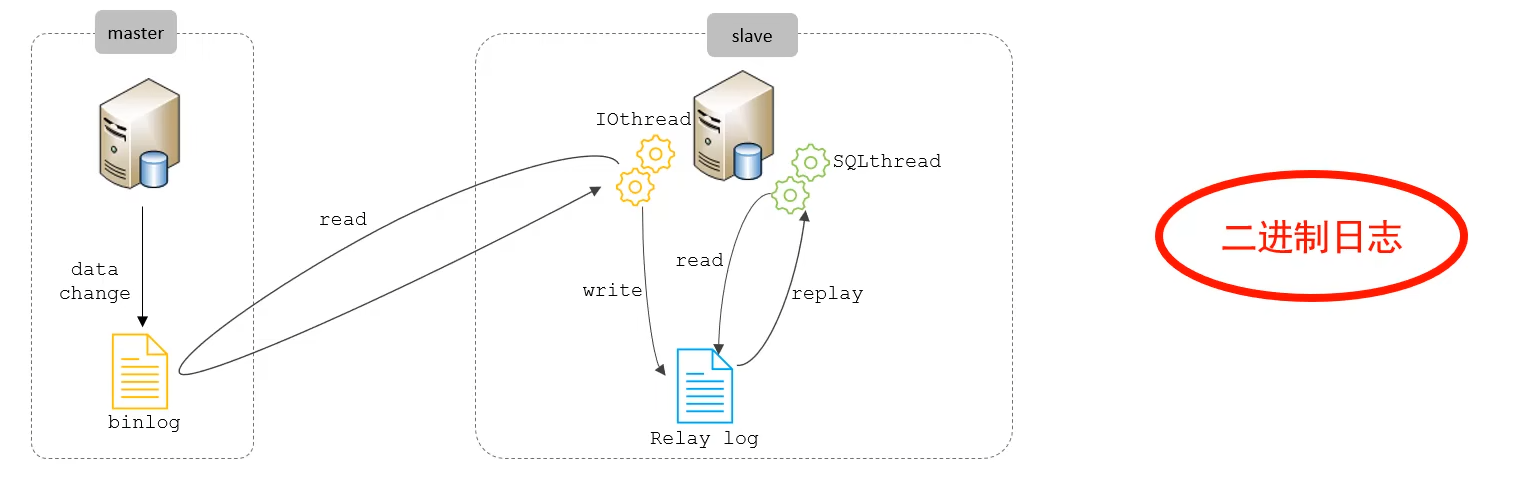 master
slave
IOthread
SQLthread
read
data
change
write
read
replay
binlog
Relay log
二进制日志